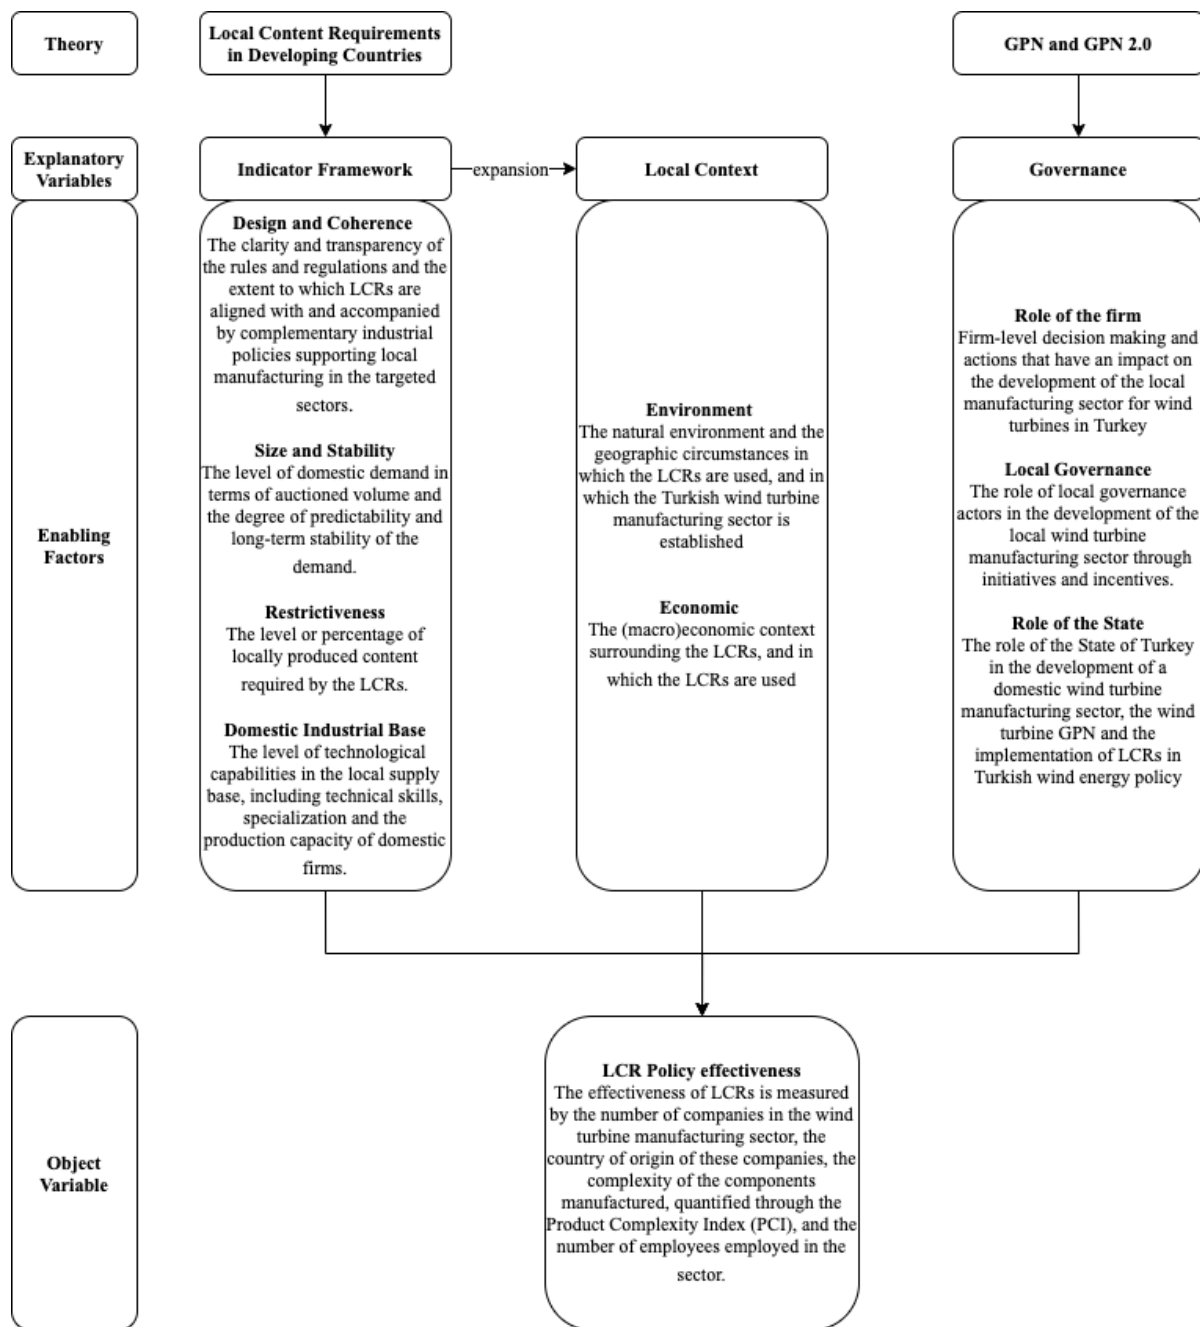 Theory
Local Content Requirements
in Developing Countries
GPN and GPN 2.0
Explanatory
Variables
Indicator Framework
expansion
Local Context
Governance
Enabling
Factors
Design and Coherence
The clarity and transparency of
the rules and regulations and the
extent to which LCRs are
aligned with and accompanied
by complementary industrial
policies supporting local
manufacturing in the targeted
sectors.
Size and Stability
The level of domestic demand in
terms of auctioned volume and
the degree of predictability and
long-term stability of the
demand.
Restrictiveness
The level or percentage of
locally produced content
required by the LCRs.
Domestic Industrial Base
The level of technological
capabilities in the local supply
base, including technical skills,
specialization and the
production capacity of domestic
firms.
Environment
The natural environment and the
geographic circumstances in
which the LCRs are used, and in
which the Turkish wind turbine
manufacturing sector is
established
Economic
The (macro)economic context
surrounding the LCRs, and in
which the LCRs are used
Role of the firm
Firm-level decision making and
actions that have an impact on
the development of the local
manufacturing sector for wind
turbines in Turkey
Local Governance
The role of local governance
actors in the development of the
local wind turbine
manufacturing sector through
initiatives and incentives.
Role of the State
The role of the State of Turkey
in the development of a
domestic wind turbine
manufacturing sector, the wind
turbine GPN and the
implementation of LCRs in
Turkish wind energy policy
Object
Variable
LCR Policy effectiveness
The effectiveness of LCRs is measured
by the number of companies in the wind
turbine manufacturing sector, the
country of origin of these companies, the
complexity of the components
manufactured, quantified through the
Product Complexity Index (PCI), and the
number of employees employed in the
sector.